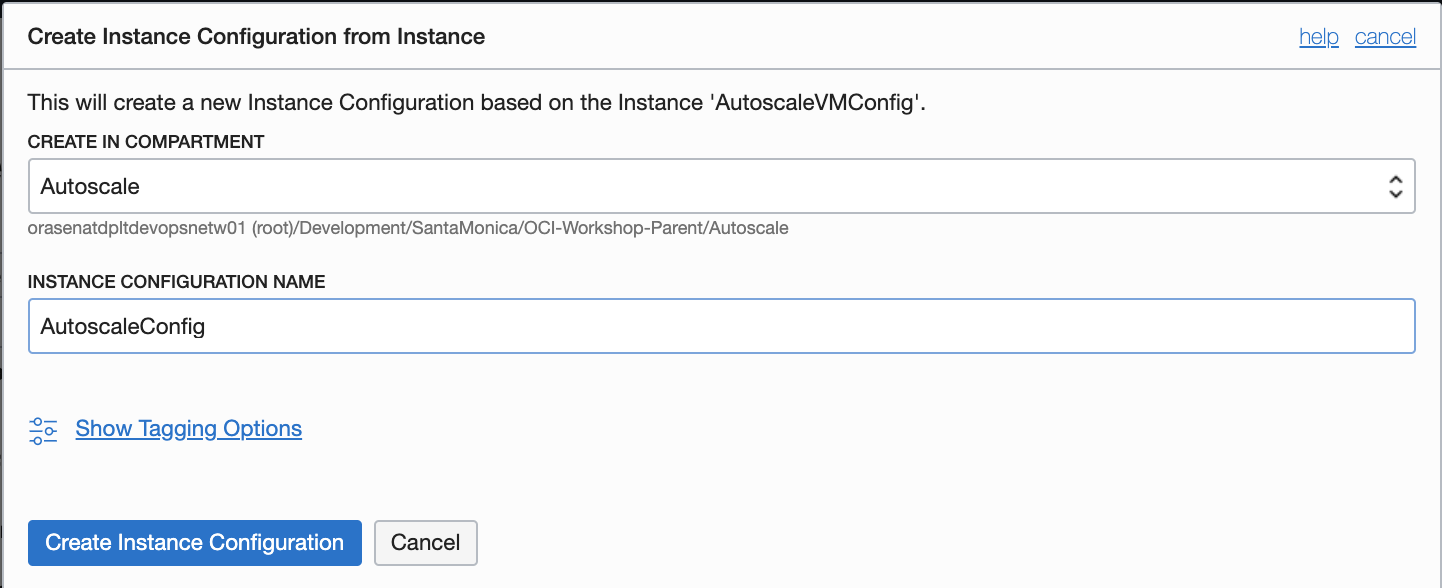 Create Instance Configuration from Instance
help cancel
This will create a new Instance Configuration based on the Instance 'AutoscaleVMConfig'.
CREATE IN COMPARTMENT
Autoscale
orasenatdpltdevopsnetw01 (root)/Development/SantaMonica/OCI-Workshop-Parent/Autoscale
INSTANCE CONFIGURATION NAME
AutoscaleConfig
Show Tagging Options
Create Instance Configuration Cancel